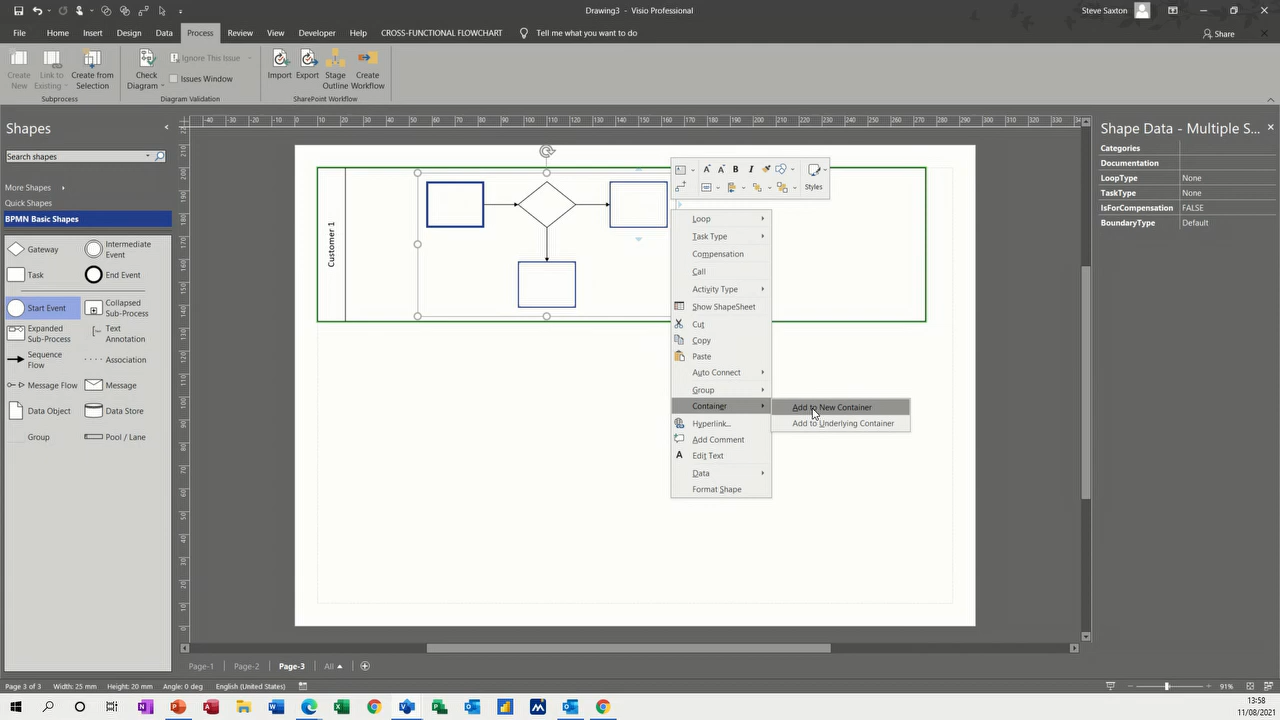 Drawing3 - Visio Professional
Steve Saxton
File Home Insert Design Data Process Review View Developer Help CROSS-FUNCTIONAL FLOWCHART Tell me what you want to do
Share
Create New
Link to Existing
Create from Selection
Subprocess
Check Diagram
Ignore This Issue
Issues Window
Diagram Validation
Import
Export
Stage Outline
Create Workflow
SharePoint Workflow
Shapes
Search shapes
More Shapes
Quick Shapes
BPMN Basic Shapes
Gateway
Intermediate Event
Task
End Event
Start Event
Collapsed Sub-Process
Expanded Sub-Process
Text Annotation
Sequence Flow
Association
Message Flow
Message
Data Object
Data Store
Group
Pool / Lane
Customer 1
A A B I
Styles
Loop
Task Type
Compensation
Call
Activity Type
Show ShapeSheet
Cut
Copy
Paste
Auto Connect
Group
Container
Hyperlink...
Add Comment
A Edit Text
Data
Format Shape
Add to New Container
Add to Underlying Container
Shape Data - Multiple S...
Categories
Documentation
LoopType None
TaskType None
IsForCompensation FALSE
BoundaryType Default
Page-1 Page-2 Page-3 All
Page 3 of 3 Width: 25 mm Height: 20 mm Angle: 0 deg English (United States)
91%
13:58
11/08/2021